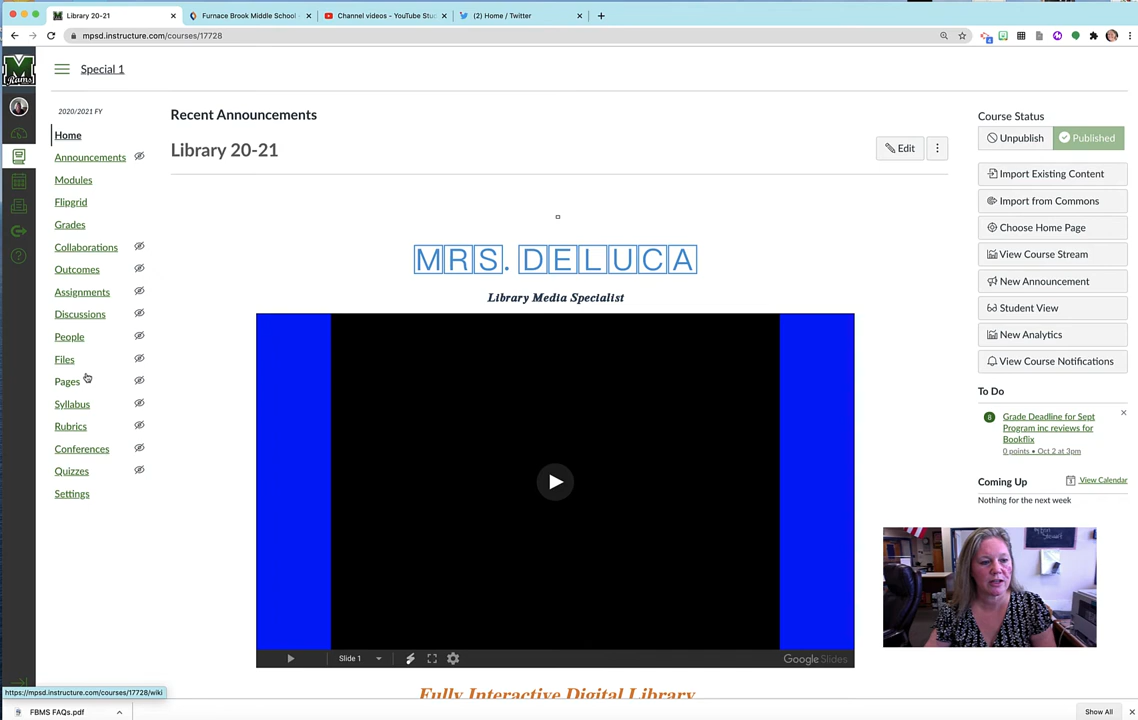 Library 20-21
Furnace Brook Middle School
Channel videos - YouTube Stu
(2) Home / Twitter
mpsd.instructure.com/courses/17728
Special 1
Rams
2020/2021 FY
Home
Announcements
Modules
Flipgrid
Grades
Collaborations
Outcomes
Assignments
Discussions
People
Files
Pages
Syllabus
Rubrics
Conferences
Quizzes
Settings
Recent Announcements
Library 20-21
Edit
MRS. DELUCA
Library Media Specialist
Slide 1
Google Slides
Fully Interactive Digital Library
Course Status
Unpublish
Published
Import Existing Content
Import from Commons
Choose Home Page
View Course Stream
New Announcement
Student View
New Analytics
View Course Notifications
To Do
8
Grade Deadline for Sept
Program inc reviews for
Bookflix
0 points • Oct 2 at 3pm
Coming Up
View Calendar
Nothing for the next week
https://mpsd.instructure.com/courses/17728/wiki
FBMS FAQs.pdf
Show All